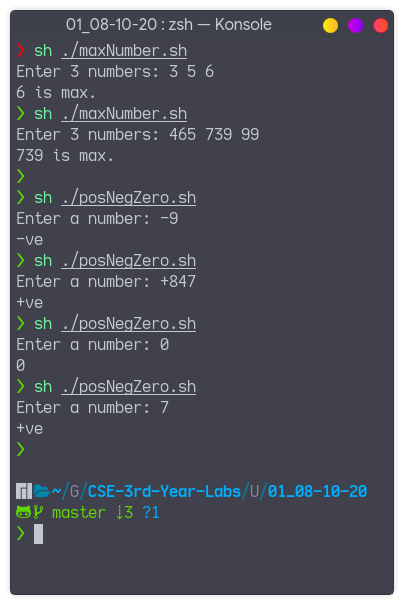 01_08-10-20 : zsh — Konsole
❯ sh ./maxNumber.sh
Enter 3 numbers: 3 5 6
6 is max.
❯ sh ./maxNumber.sh
Enter 3 numbers: 465 739 99
739 is max.
❯
❯ sh ./posNegZero.sh
Enter a number: -9
-ve
❯ sh ./posNegZero.sh
Enter a number: +847
+ve
❯ sh ./posNegZero.sh
Enter a number: 0
0
❯ sh ./posNegZero.sh
Enter a number: 7
+ve
❯
~/G/CSE-3rd-Year-Labs/U/01_08-10-20
master ⇣3 ?1
❯